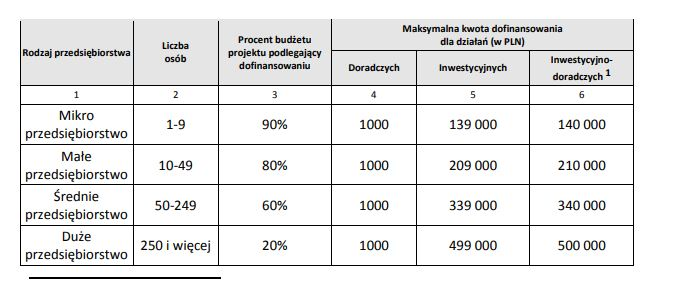 Rodzaj przedsiębiorstwa
Liczba
osób
Procent budżetu
projektu podlegający
dofinansowaniu
Maksymalna kwota dofinansowania
dla działań (w PLN)
Doradczych
Inwestycyjnych
Inwestycyjno-
doradczych 1
1 2 3 4 5 6
Mikro
przedsiębiorstwo
1-9 90% 1000 139 000 140 000
Małe
przedsiębiorstwo
10-49 80% 1000 209 000 210 000
Średnie
przedsiębiorstwo
50-249 60% 1000 339 000 340 000
Duże
przedsiębiorstwo
250 i więcej 20% 1000 499 000 500 000